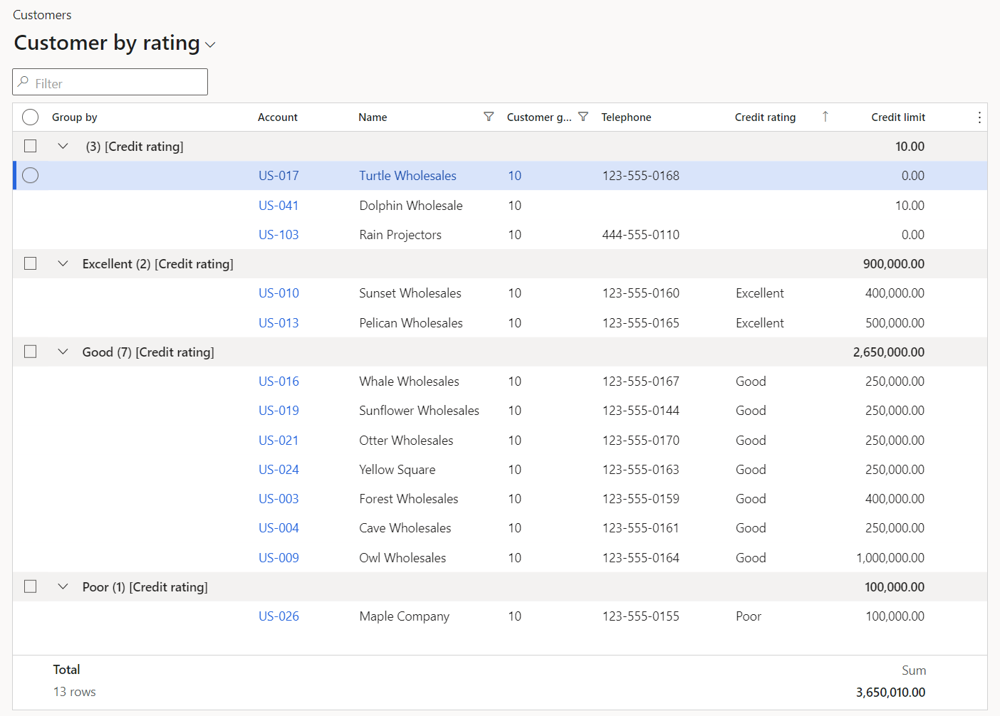 Customers
Customer by rating
Filter
Group by Account Name Customer g... Telephone Credit rating Credit limit
(3) [Credit rating] 10.00
US-017 Turtle Wholesales 10 123-555-0168 0.00
US-041 Dolphin Wholesale 10 10.00
US-103 Rain Projectors 10 444-555-0110 0.00
Excellent (2) [Credit rating] 900,000.00
US-010 Sunset Wholesales 10 123-555-0160 Excellent 400,000.00
US-013 Pelican Wholesales 10 123-555-0165 Excellent 500,000.00
Good (7) [Credit rating] 2,650,000.00
US-016 Whale Wholesales 10 123-555-0167 Good 250,000.00
US-019 Sunflower Wholesales 10 123-555-0144 Good 250,000.00
US-021 Otter Wholesales 10 123-555-0170 Good 250,000.00
US-024 Yellow Square 10 123-555-0163 Good 250,000.00
US-003 Forest Wholesales 10 123-555-0159 Good 400,000.00
US-004 Cave Wholesales 10 123-555-0161 Good 250,000.00
US-009 Owl Wholesales 10 123-555-0164 Good 1,000,000.00
Poor (1) [Credit rating] 100,000.00
US-026 Maple Company 10 123-555-0155 Poor 100,000.00
Total Sum
13 rows 3,650,010.00